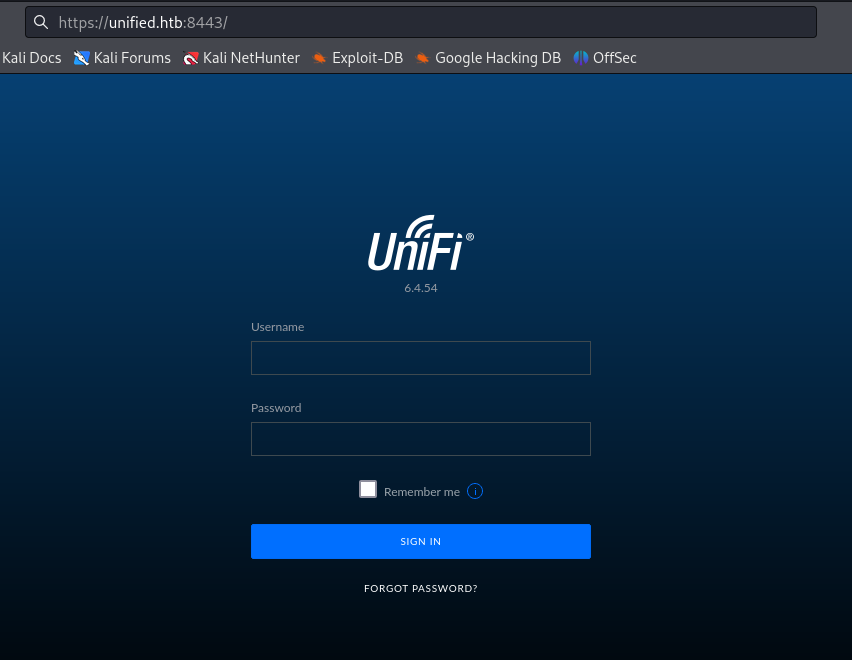 https://unified.htb:8443/
Kali Docs Kali Forums Kali NetHunter Exploit-DB Google Hacking DB OffSec
UniFi®
6.4.54
Username
Password
Remember me i
SIGN IN
FORGOT PASSWORD?